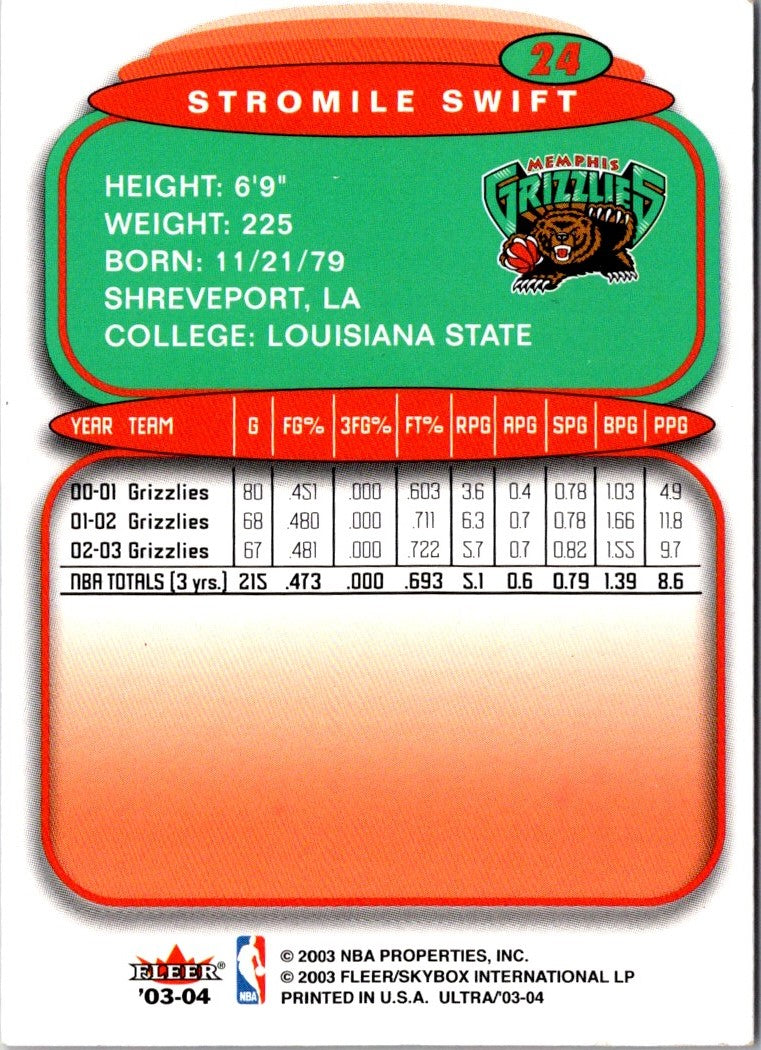 24
STROMILE SWIFT
MEMPHIS
GRIZZLIES
HEIGHT: 6'9"
WEIGHT: 225
BORN: 11/21/79
SHREVEPORT, LA
COLLEGE: LOUISIANA STATE
YEAR TEAM G FG% 3FG% FT% RPG APG SPG BPG PPG
00-01 Grizzlies 80 .451 .000 .603 3.6 0.4 0.78 1.03 4.9
01-02 Grizzlies 68 .480 .000 .711 6.3 0.7 0.78 1.66 11.8
02-03 Grizzlies 67 .481 .000 .722 5.7 0.7 0.82 1.55 9.7
NBA TOTALS (3 yrs.) 215 .473 .000 .693 5.1 0.6 0.79 1.39 8.6
FLEER®
'03-04
NBA
© 2003 NBA PROPERTIES, INC.
© 2003 FLEER/SKYBOX INTERNATIONAL LP
PRINTED IN U.S.A. ULTRA/'03-04